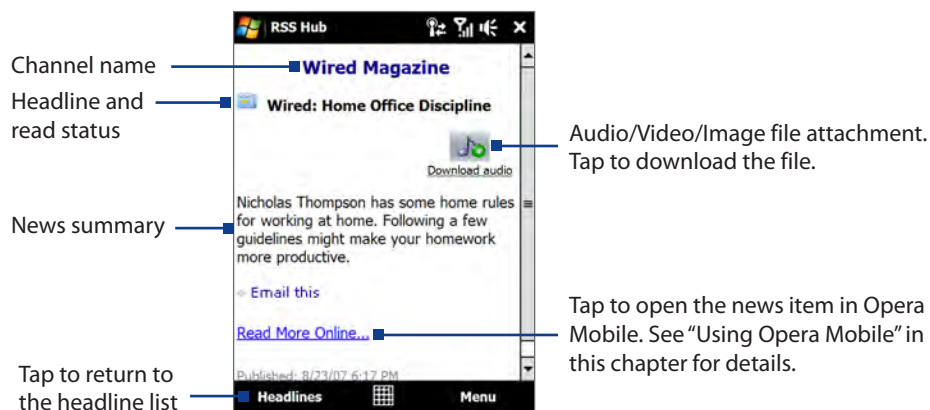 RSS Hub
Channel name
Wired Magazine
Headline and
read status
Wired: Home Office Discipline
Audio/Video/Image file attachment.
Tap to download the file.
Download audio
News summary
Nicholas Thompson has some home rules
for working at home. Following a few
guidelines might make your homework
more productive.
Email this
Read More Online...
Tap to open the news item in Opera
Mobile. See “Using Opera Mobile” in
this chapter for details.
Published: 8/23/07 6:17 PM
Tap to return to
the headline list
Headlines
Menu